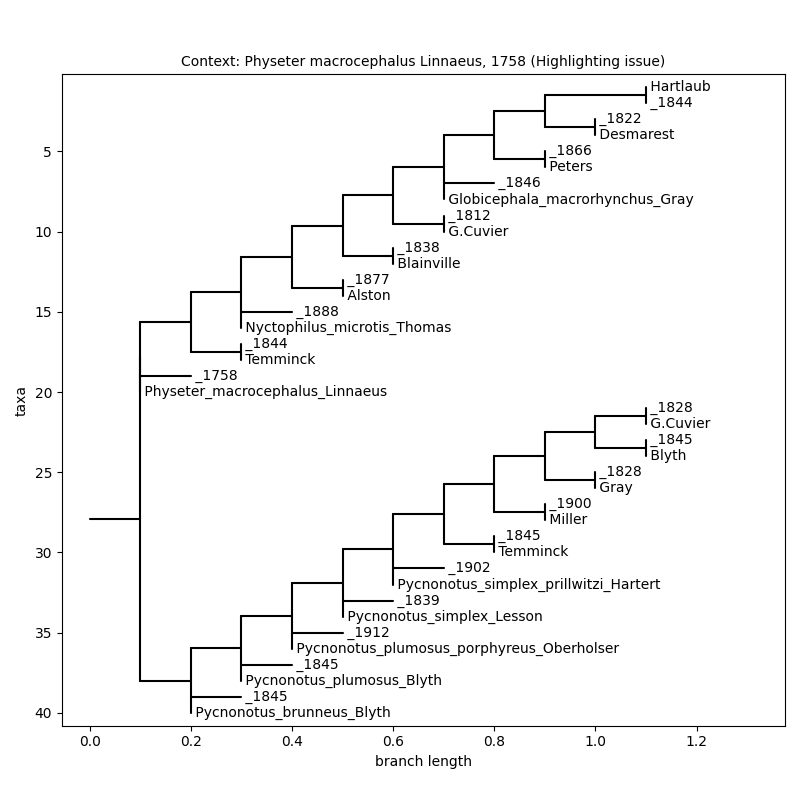 Context: Physeter macrocephalus Linnaeus, 1758 (Highlighting issue)
Hartlaub
_1844
_1822
Desmarest
_1866
Peters
_1846
Globicephala_macrorhynchus_Gray
_1812
G.Cuvier
_1838
Blainville
_1877
Alston
_1888
Nyctophilus_microtis_Thomas
_1844
Temminck
_1758
Physeter_macrocephalus_Linnaeus
_1828
G.Cuvier
_1845
Blyth
_1828
Gray
_1900
Miller
_1845
Temminck
_1902
Pycnonotus_simplex_prillwitzi_Hartert
_1839
Pycnonotus_simplex_Lesson
_1912
Pycnonotus_plumosus_porphyreus_Oberholser
_1845
Pycnonotus_plumosus_Blyth
_1845
Pycnonotus_brunneus_Blyth
5
10
15
20
25
30
35
40
taxa
0.0 0.2 0.4 0.6 0.8 1.0 1.2
branch length